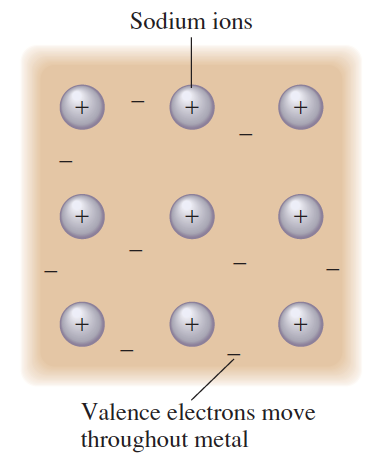 Sodium ions
+ − + +
−
−
+ + +
− − − −
+ + +
− −
Valence electrons move
throughout metal